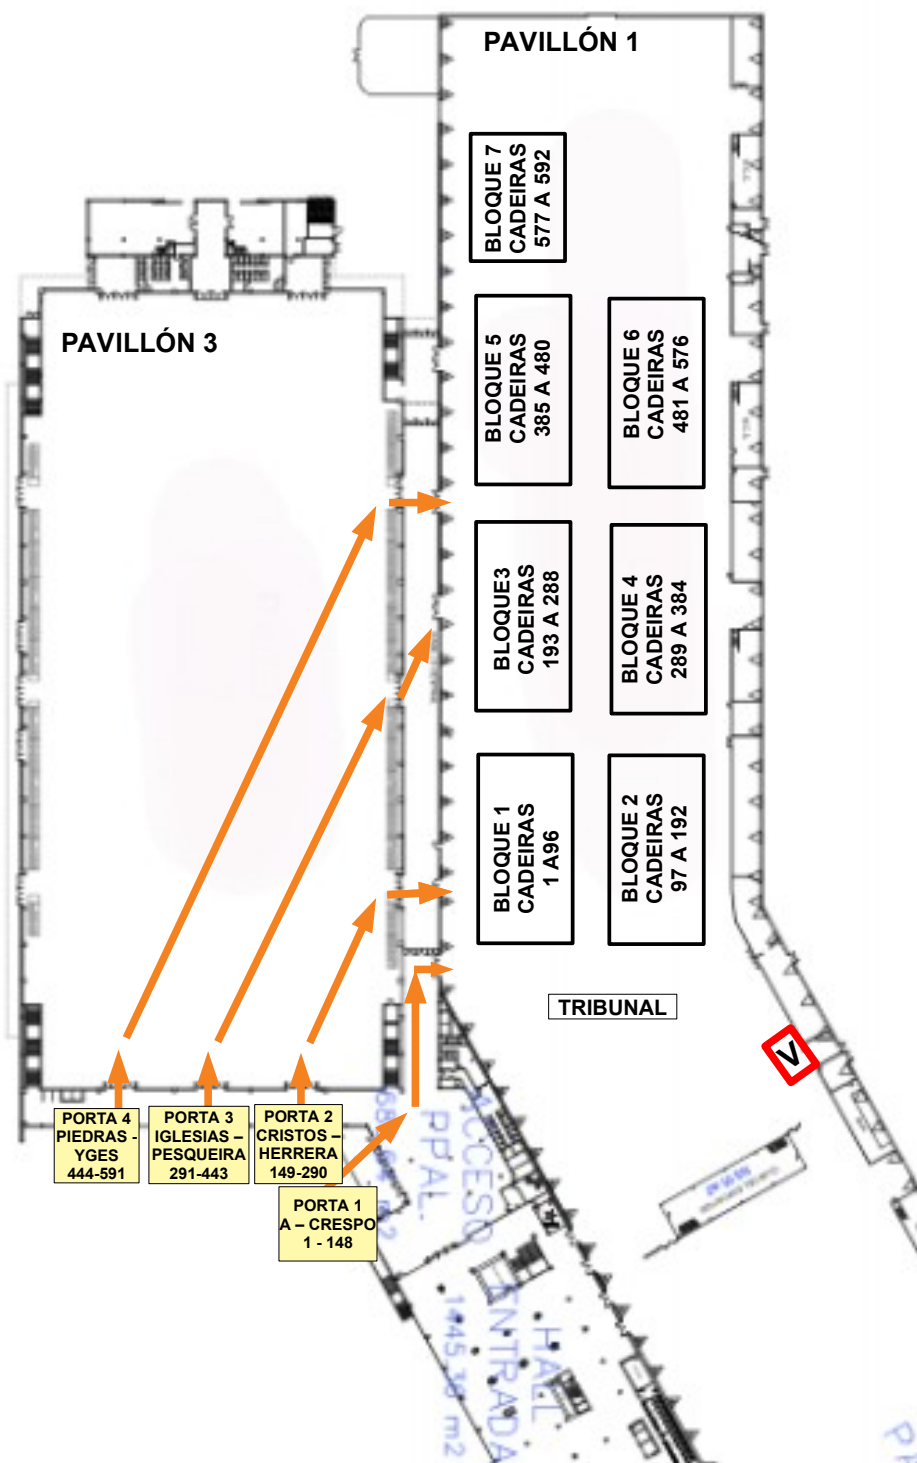 PAVILLÓN 1
BLOQUE 7
CADEIRAS
577 A 592
PAVILLÓN 3
BLOQUE 5
CADEIRAS
385 A 480
BLOQUE 6
CADEIRAS
481 A 576
BLOQUE3
CADEIRAS
193 A 288
BLOQUE 4
CADEIRAS
289 A 384
BLOQUE 1
CADEIRAS
1 A96
BLOQUE 2
CADEIRAS
97 A 192
TRIBUNAL
V
PORTA 4
PIEDRAS -
YGES
444-591
PORTA 3
IGLESIAS –
PESQUEIRA
291-443
PORTA 2
CRISTOS –
HERRERA
149-290
PORTA 1
A – CRESPO
1 - 148
ACCESO
PPAL.
HALL
ENTRADA
1445.30 m2